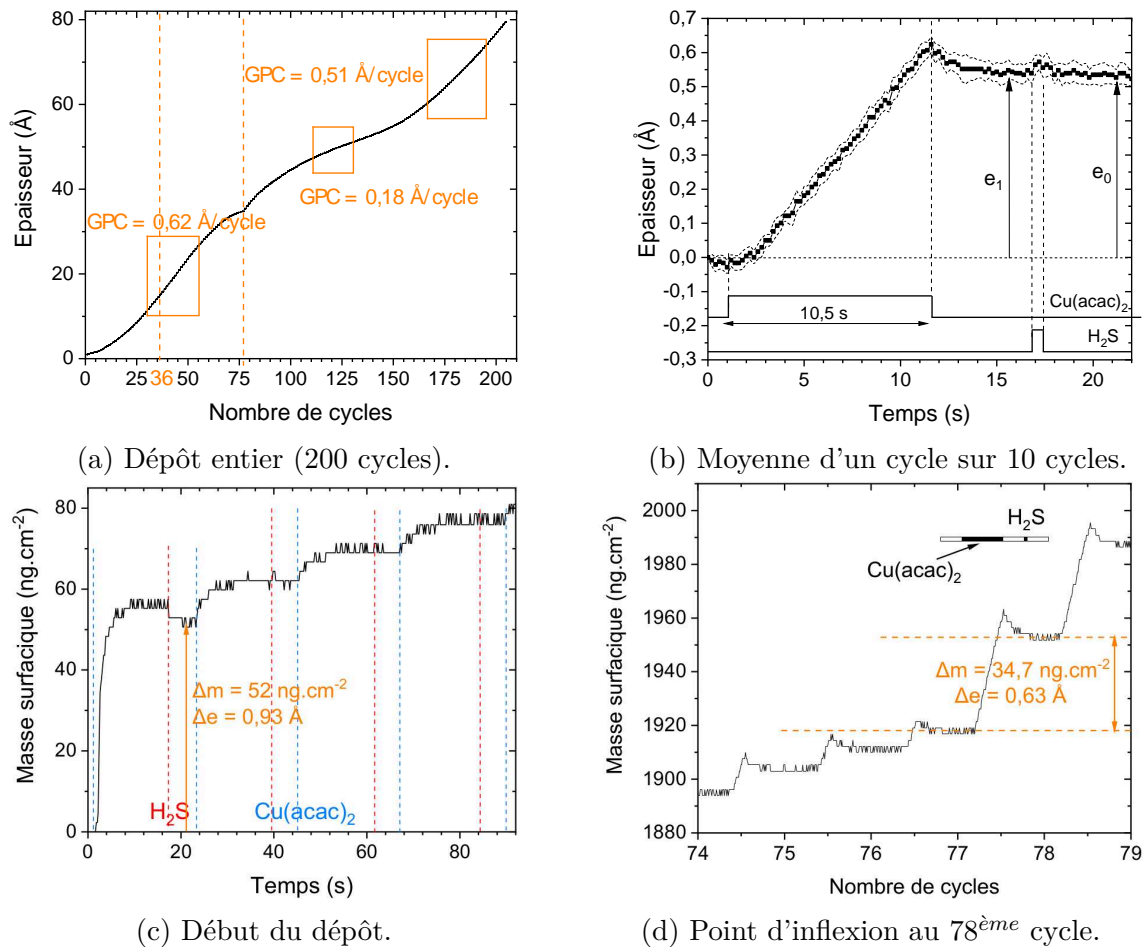 80
60
40
20
0
Epaisseur (Å)
GPC = 0,51 Å/cycle
GPC = 0,18 Å/cycle
GPC = 0,62 Å/cycle
0 25 36 50 75 100 125 150 175 200
Nombre de cycles
(a) Dépôt entier (200 cycles).
0,7
0,6
0,5
0,4
0,3
0,2
0,1
0,0
-0,1
-0,2
-0,3
Epaisseur (Å)
e₁
e₀
Cu(acac)₂
10,5 s
H₂S
0 5 10 15 20
Temps (s)
(b) Moyenne d'un cycle sur 10 cycles.
80
60
40
20
0
Masse surfacique (ng.cm⁻²)
Δm = 52 ng.cm⁻²
Δe = 0,93 Å
H₂S
Cu(acac)₂
0 20 40 60 80
Temps (s)
(c) Début du dépôt.
2000
1980
1960
1940
1920
1900
1880
Masse surfacique (ng.cm⁻²)
H₂S
Cu(acac)₂
Δm = 34,7 ng.cm⁻²
Δe = 0,63 Å
74 75 76 77 78 79
Nombre de cycles
(d) Point d'inflexion au 78ème cycle.